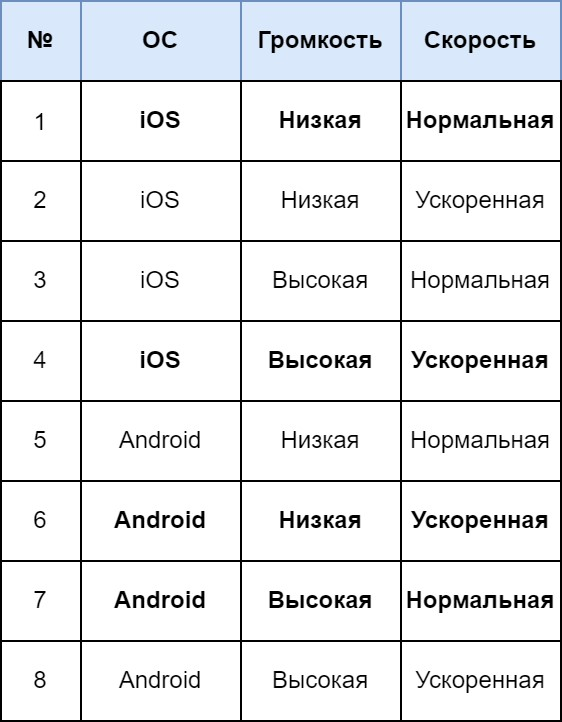 № ОС Громкость Скорость
1 iOS Низкая Нормальная
2 iOS Низкая Ускоренная
3 iOS Высокая Нормальная
4 iOS Высокая Ускоренная
5 Android Низкая Нормальная
6 Android Низкая Ускоренная
7 Android Высокая Нормальная
8 Android Высокая Ускоренная